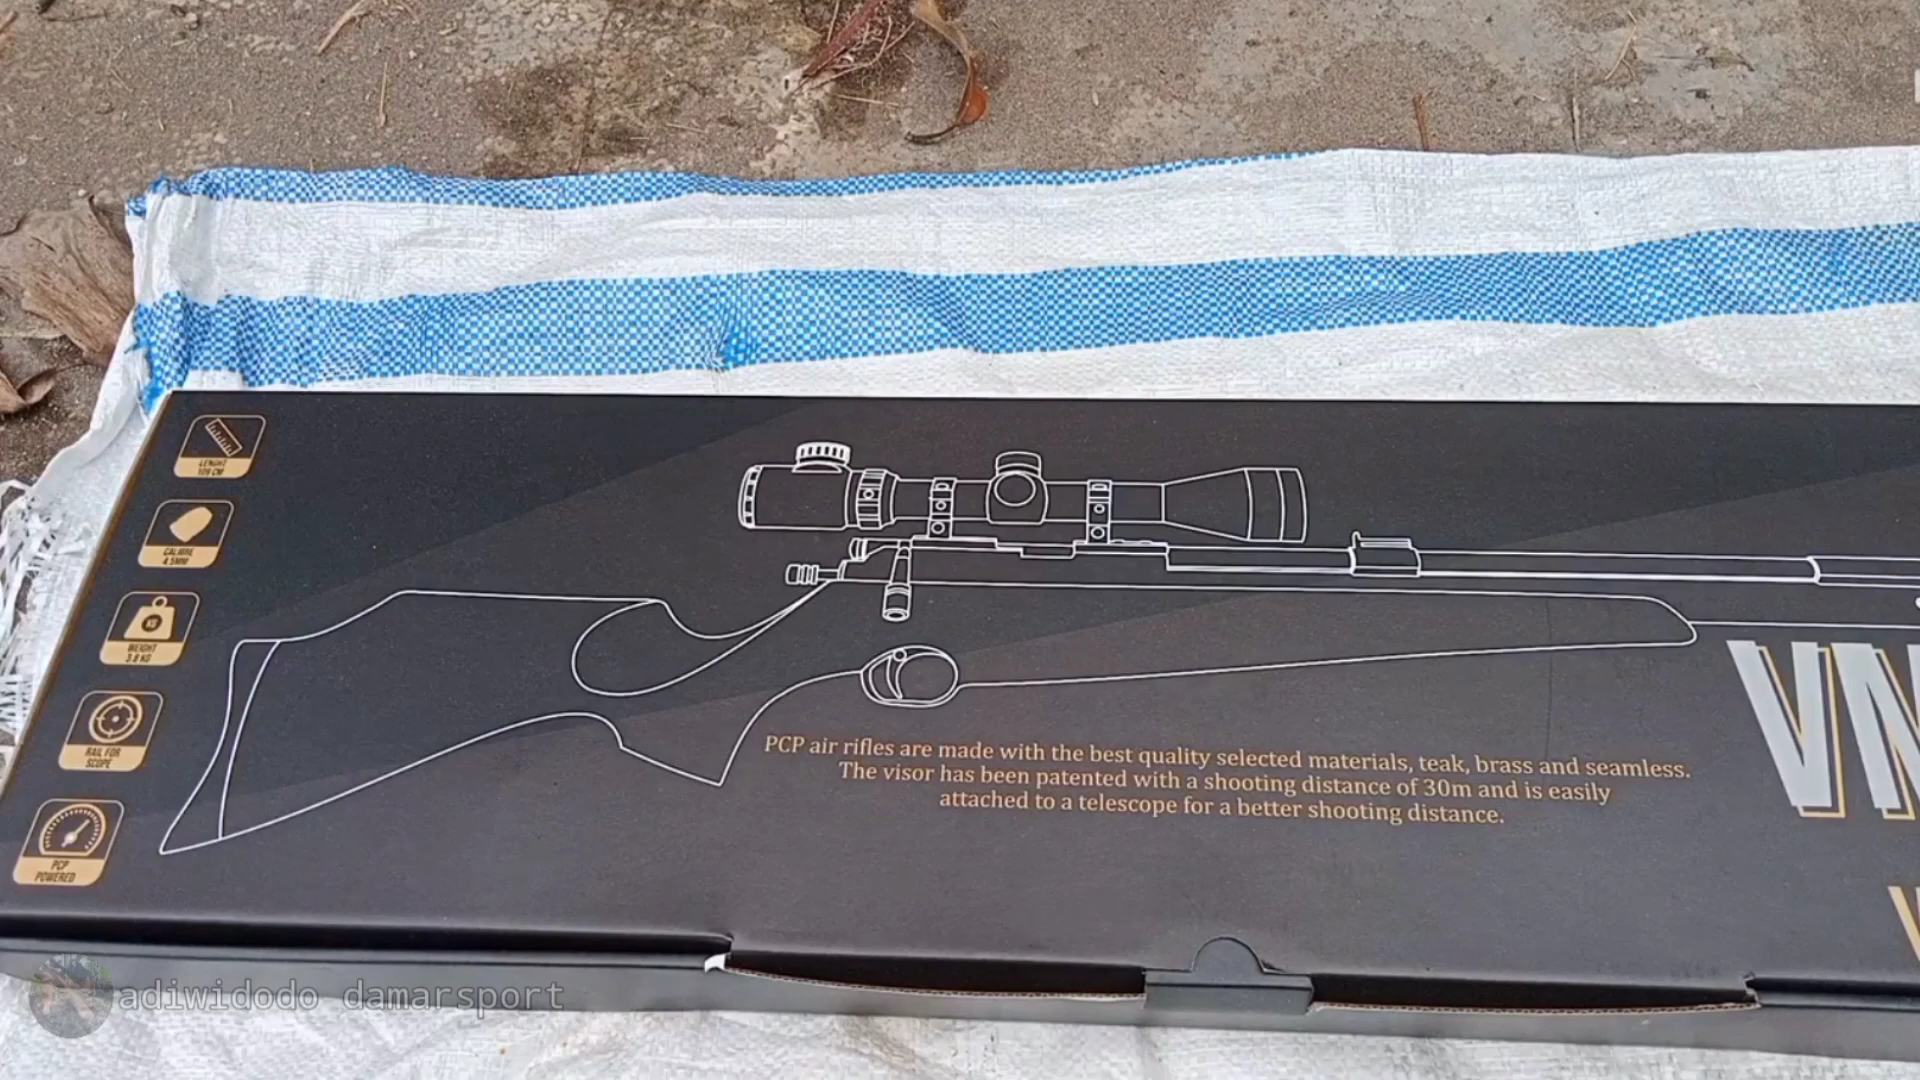 LENGHT
109 CM
CALIBRE
4.5MM
KG
WEIGHT
3.8 KG
RAIL FOR
SCOPE
PCP
POWERED
PCP air rifles are made with the best quality selected materials, teak, brass and seamless.
The visor has been patented with a shooting distance of 30m and is easily
attached to a telescope for a better shooting distance.
VN
adiwidodo damarsport